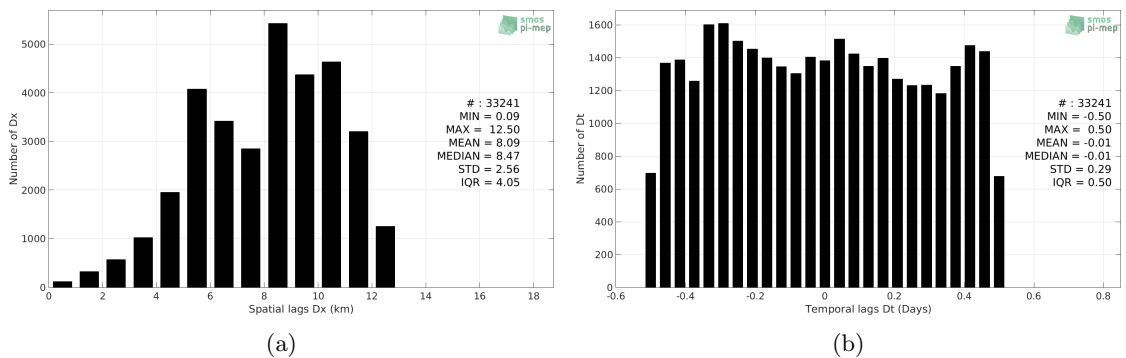 smos
pi-mep
5000
4000
3000
2000
1000
0
Number of Dx
# : 33241
MIN = 0.09
MAX = 12.50
MEAN = 8.09
MEDIAN = 8.47
STD = 2.56
IQR = 4.05
0 2 4 6 8 10 12 14 16 18
Spatial lags Dx (km)
(a)
smos
pi-mep
1600
1400
1200
1000
800
600
400
200
0
Number of Dt
# : 33241
MIN = -0.50
MAX = 0.50
MEAN = -0.01
MEDIAN = -0.01
STD = 0.29
IQR = 0.50
-0.6 -0.4 -0.2 0 0.2 0.4 0.6 0.8
Temporal lags Dt (Days)
(b)